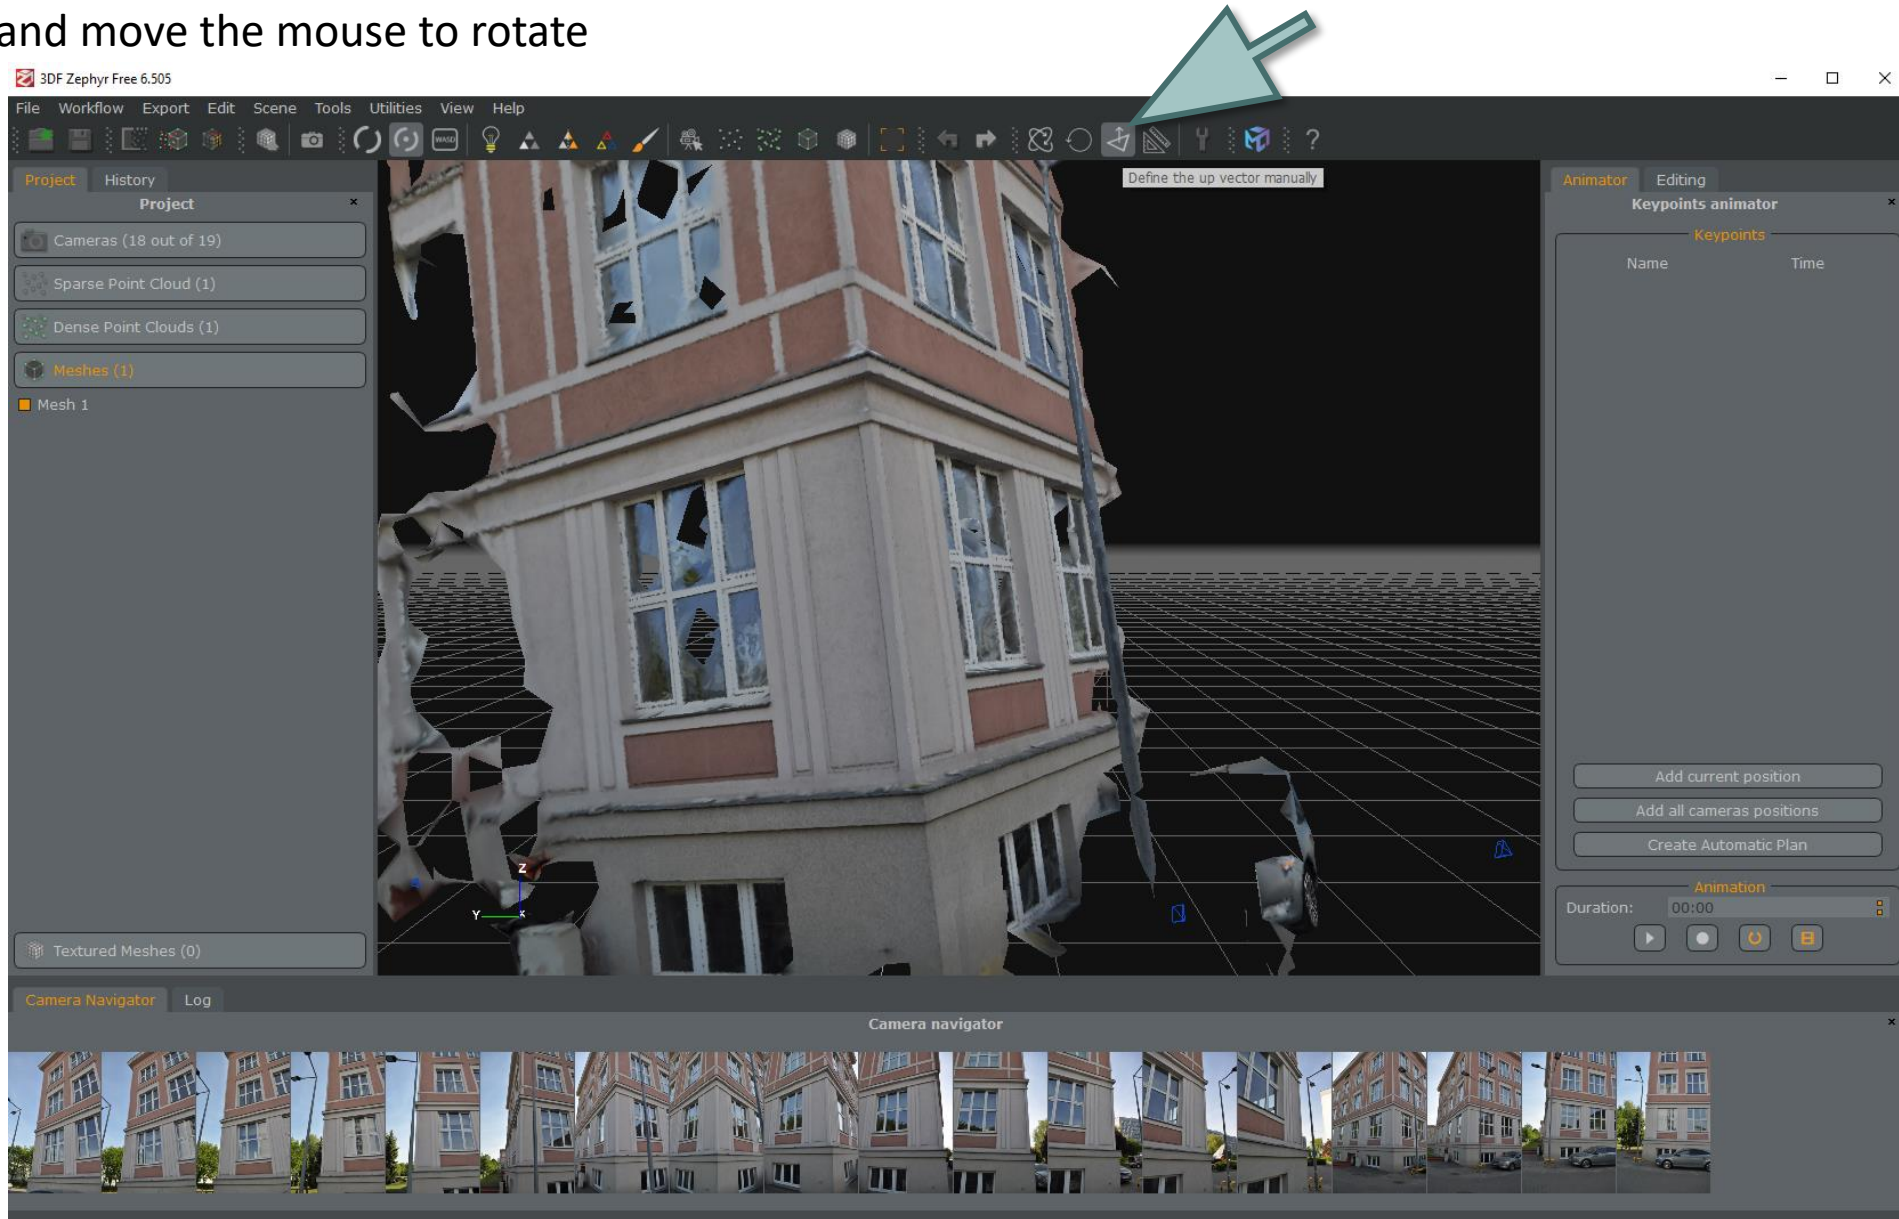 and move the mouse to rotate
3DF Zephyr Free 6.505
File Workflow Export Edit Scene Tools Utilities View Help
WASD
?
Define the up vector manually
Project History
Project
Cameras (18 out of 19)
Sparse Point Cloud (1)
Dense Point Clouds (1)
Meshes (1)
Mesh 1
Textured Meshes (0)
Z
Y
X
Animator Editing
Keypoints animator
Keypoints
Name Time
Add current position
Add all cameras positions
Create Automatic Plan
Animation
Duration: 00:00
Camera Navigator Log
Camera navigator